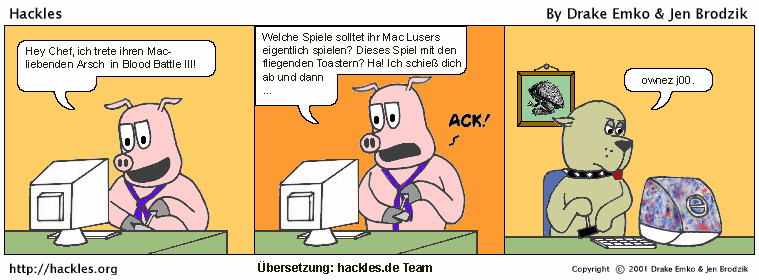 Hackles
By Drake Emko & Jen Brodzik
Hey Chef, ich trete ihren Mac-
liebenden Arsch in Blood Battle III!
Welche Spiele solltet ihr Mac Lusers
eigentlich spielen? Dieses Spiel mit den
fliegenden Toastern? Ha! Ich schieß dich
ab und dann
...
ACK!
ownez j00.
http://hackles.org
Übersetzung: hackles.de Team
Copyright © 2001 Drake Emko & Jen Brodzik